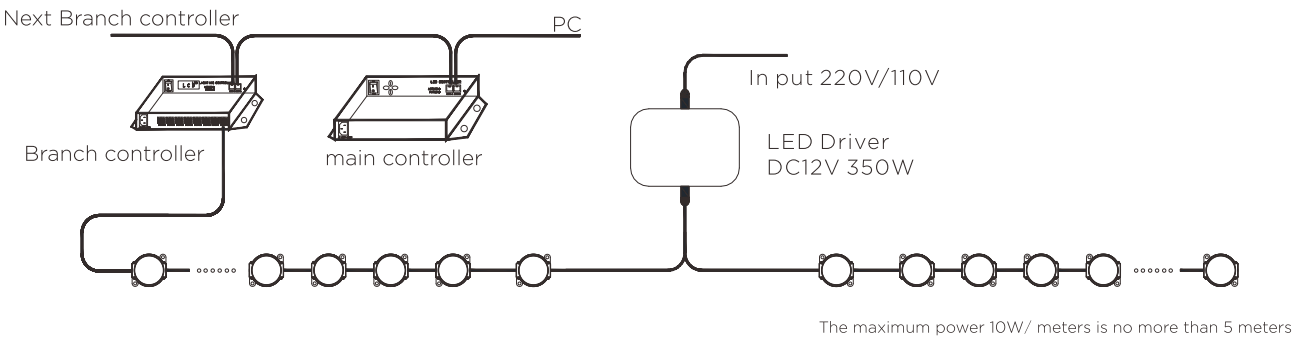 Next Branch controller
PC
In put 220V/110V
LED Driver
DC12V 350W
Branch controller
main controller
The maximum power 10W/ meters is no more than 5 meters